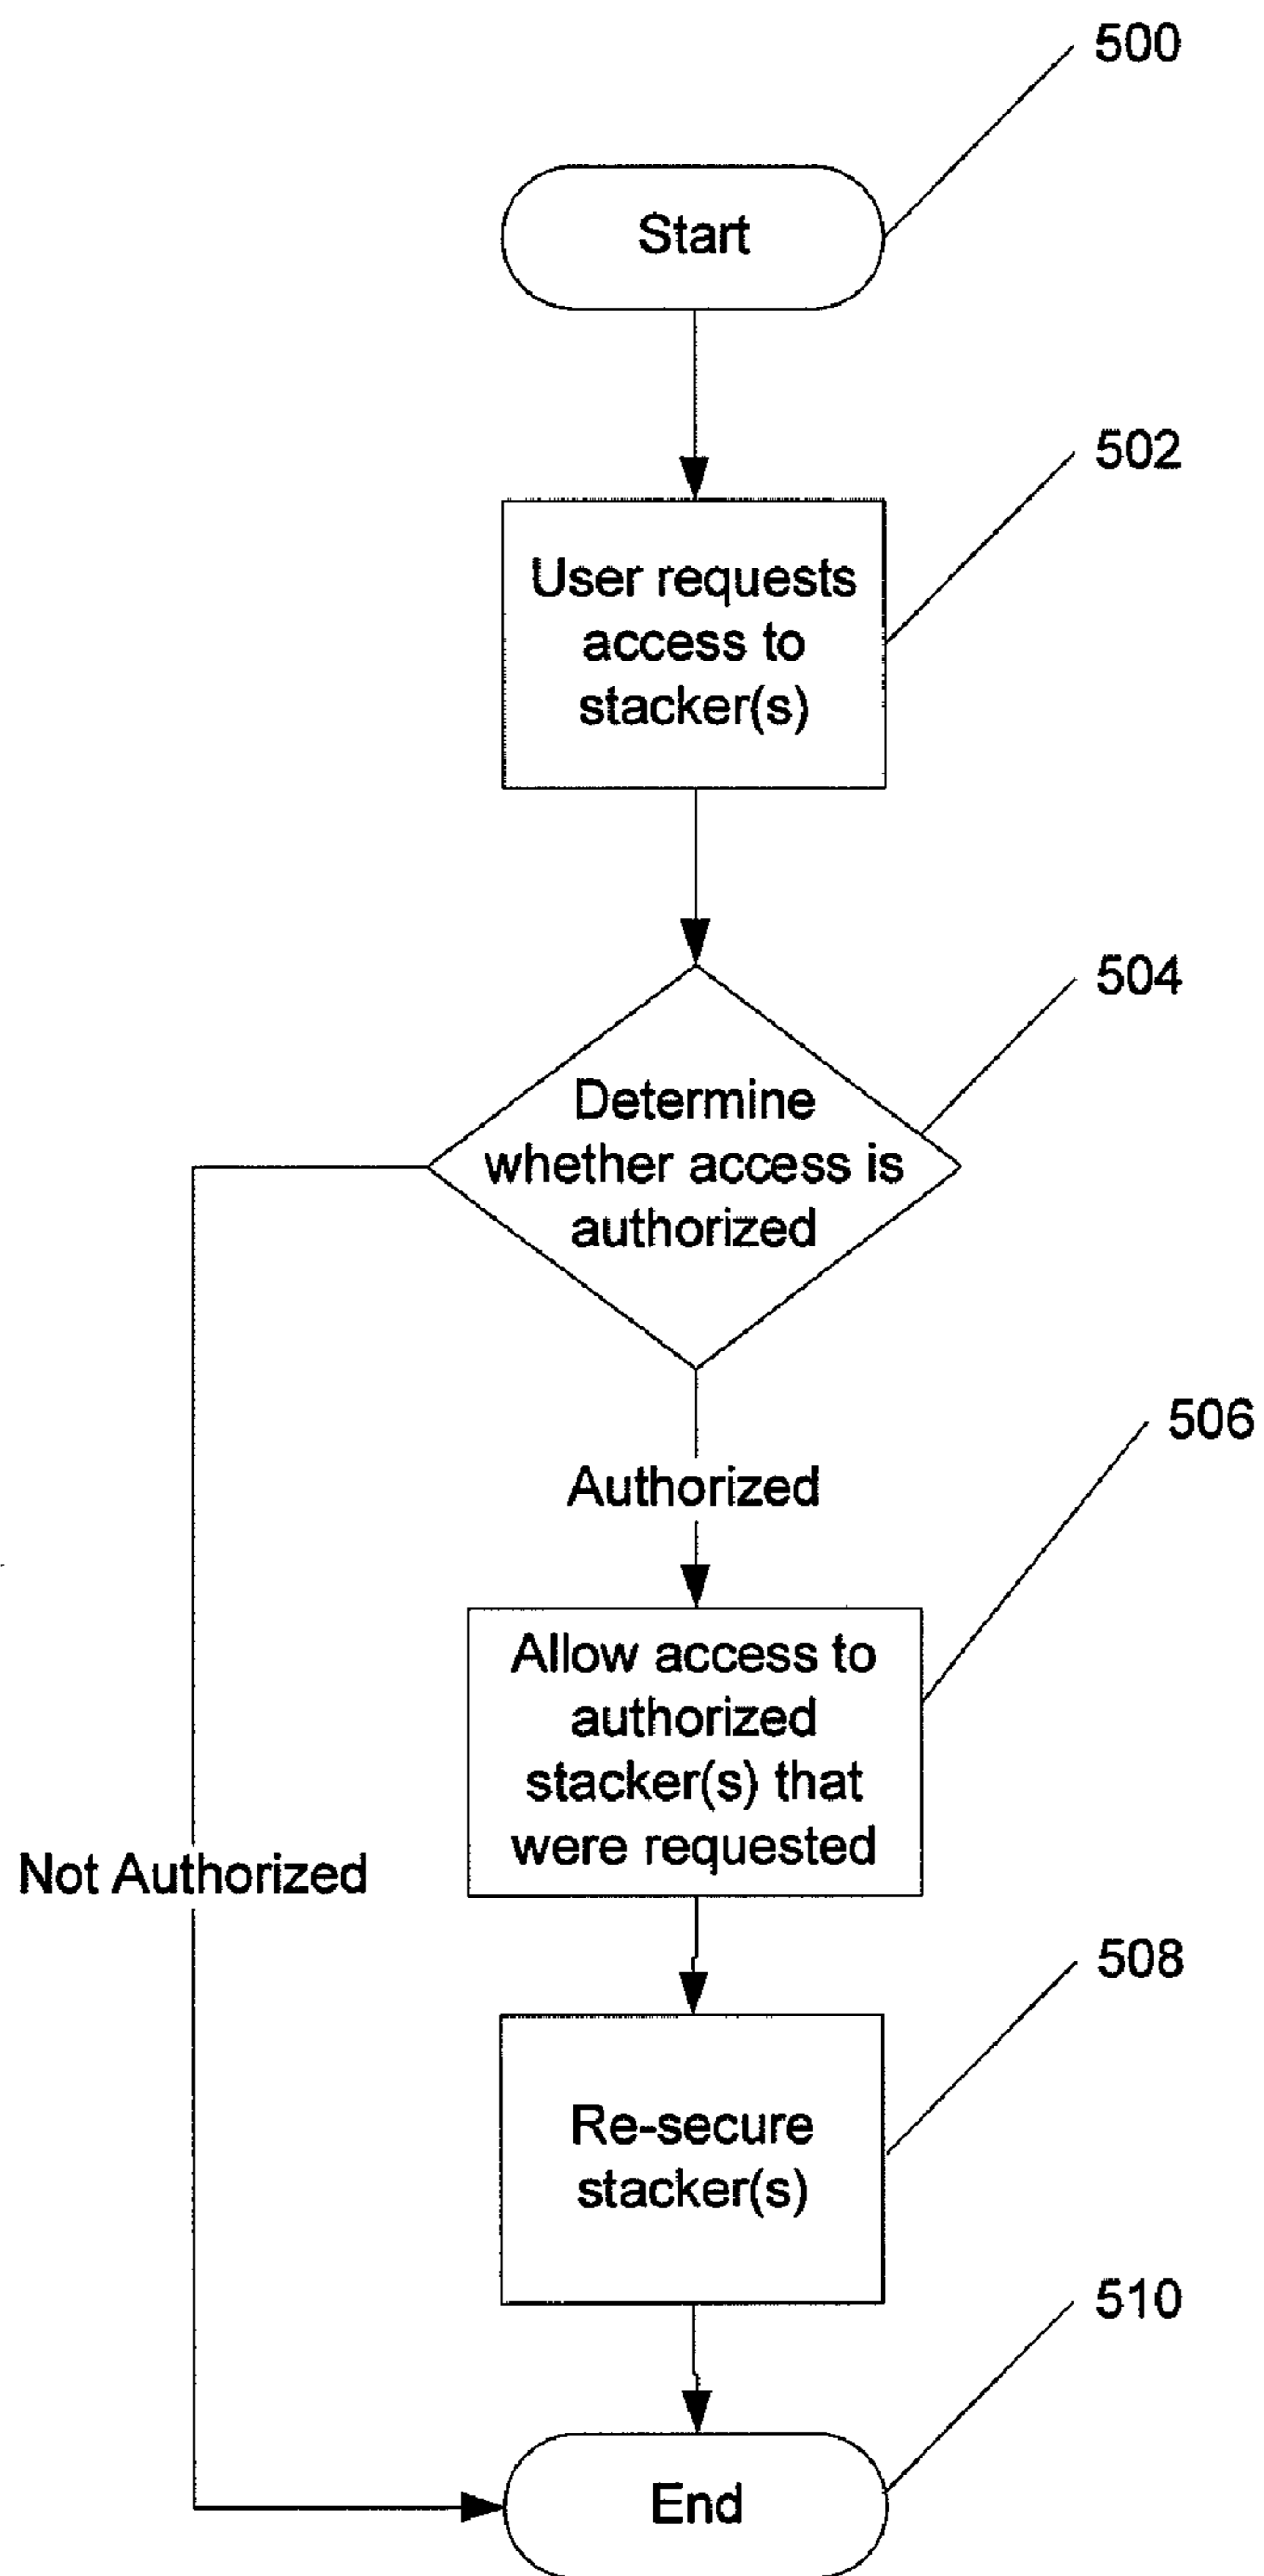 500
Start
502
User requests
access to
stacker(s)
504
Determine
whether access is
authorized
506
Authorized
Allow access to
authorized
stacker(s) that
were requested
Not Authorized
508
Re-secure
stacker(s)
510
End